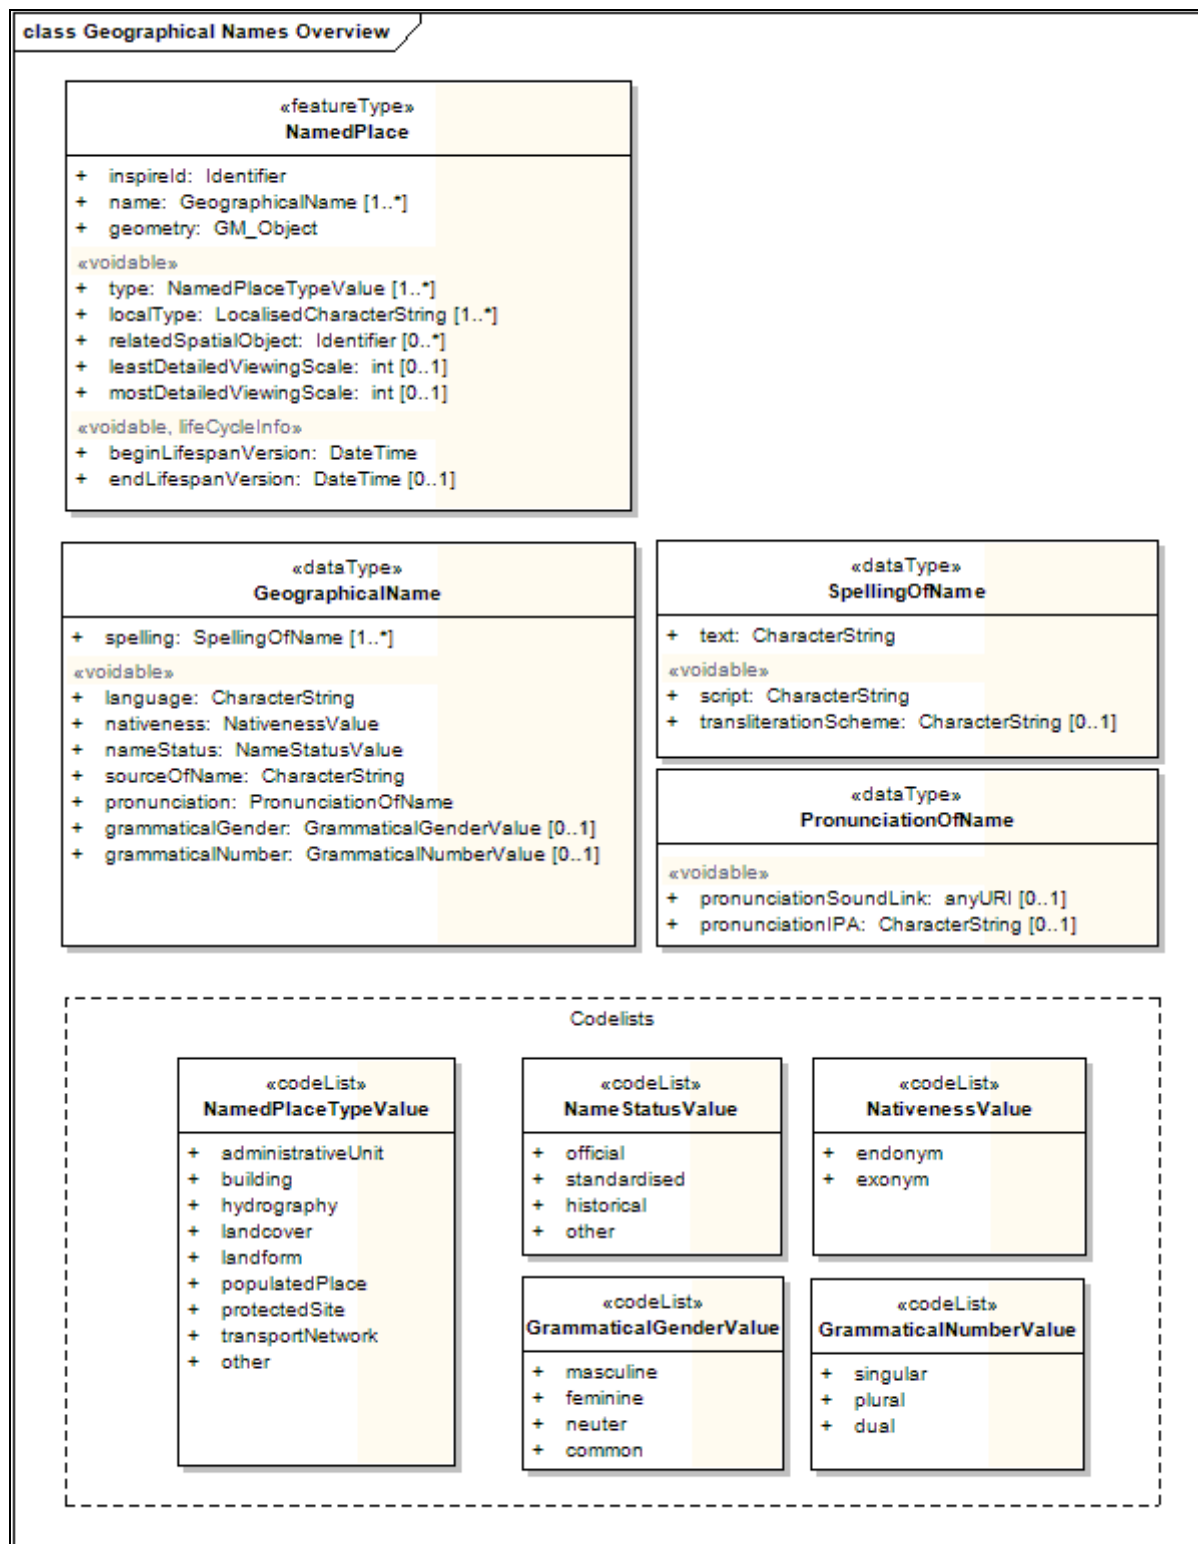 class Geographical Names Overview
«featureType»
NamedPlace
+ inspireId: Identifier
+ name: GeographicalName [1..*]
+ geometry: GM_Object
«voidable»
+ type: NamedPlaceTypeValue [1..*]
+ localType: LocalisedCharacterString [1..*]
+ relatedSpatialObject: Identifier [0..*]
+ leastDetailedViewingScale: int [0..1]
+ mostDetailedViewingScale: int [0..1]
«voidable, lifeCycleInfo»
+ beginLifespanVersion: DateTime
+ endLifespanVersion: DateTime [0..1]
«dataType»
GeographicalName
+ spelling: SpellingOfName [1..*]
«voidable»
+ language: CharacterString
+ nativeness: NativenessValue
+ nameStatus: NameStatusValue
+ sourceOfName: CharacterString
+ pronunciation: PronunciationOfName
+ grammaticalGender: GrammaticalGenderValue [0..1]
+ grammaticalNumber: GrammaticalNumberValue [0..1]
«dataType»
SpellingOfName
+ text: CharacterString
«voidable»
+ script: CharacterString
+ transliterationScheme: CharacterString [0..1]
«dataType»
PronunciationOfName
«voidable»
+ pronunciationSoundLink: anyURI [0..1]
+ pronunciationIPA: CharacterString [0..1]
Codelists
«codeList»
NamedPlaceTypeValue
+ administrativeUnit
+ building
+ hydrography
+ landcover
+ landform
+ populatedPlace
+ protectedSite
+ transportNetwork
+ other
«codeList»
NameStatusValue
+ official
+ standardised
+ historical
+ other
«codeList»
NativenessValue
+ endonym
+ exonym
«codeList»
GrammaticalGenderValue
+ masculine
+ feminine
+ neuter
+ common
«codeList»
GrammaticalNumberValue
+ singular
+ plural
+ dual